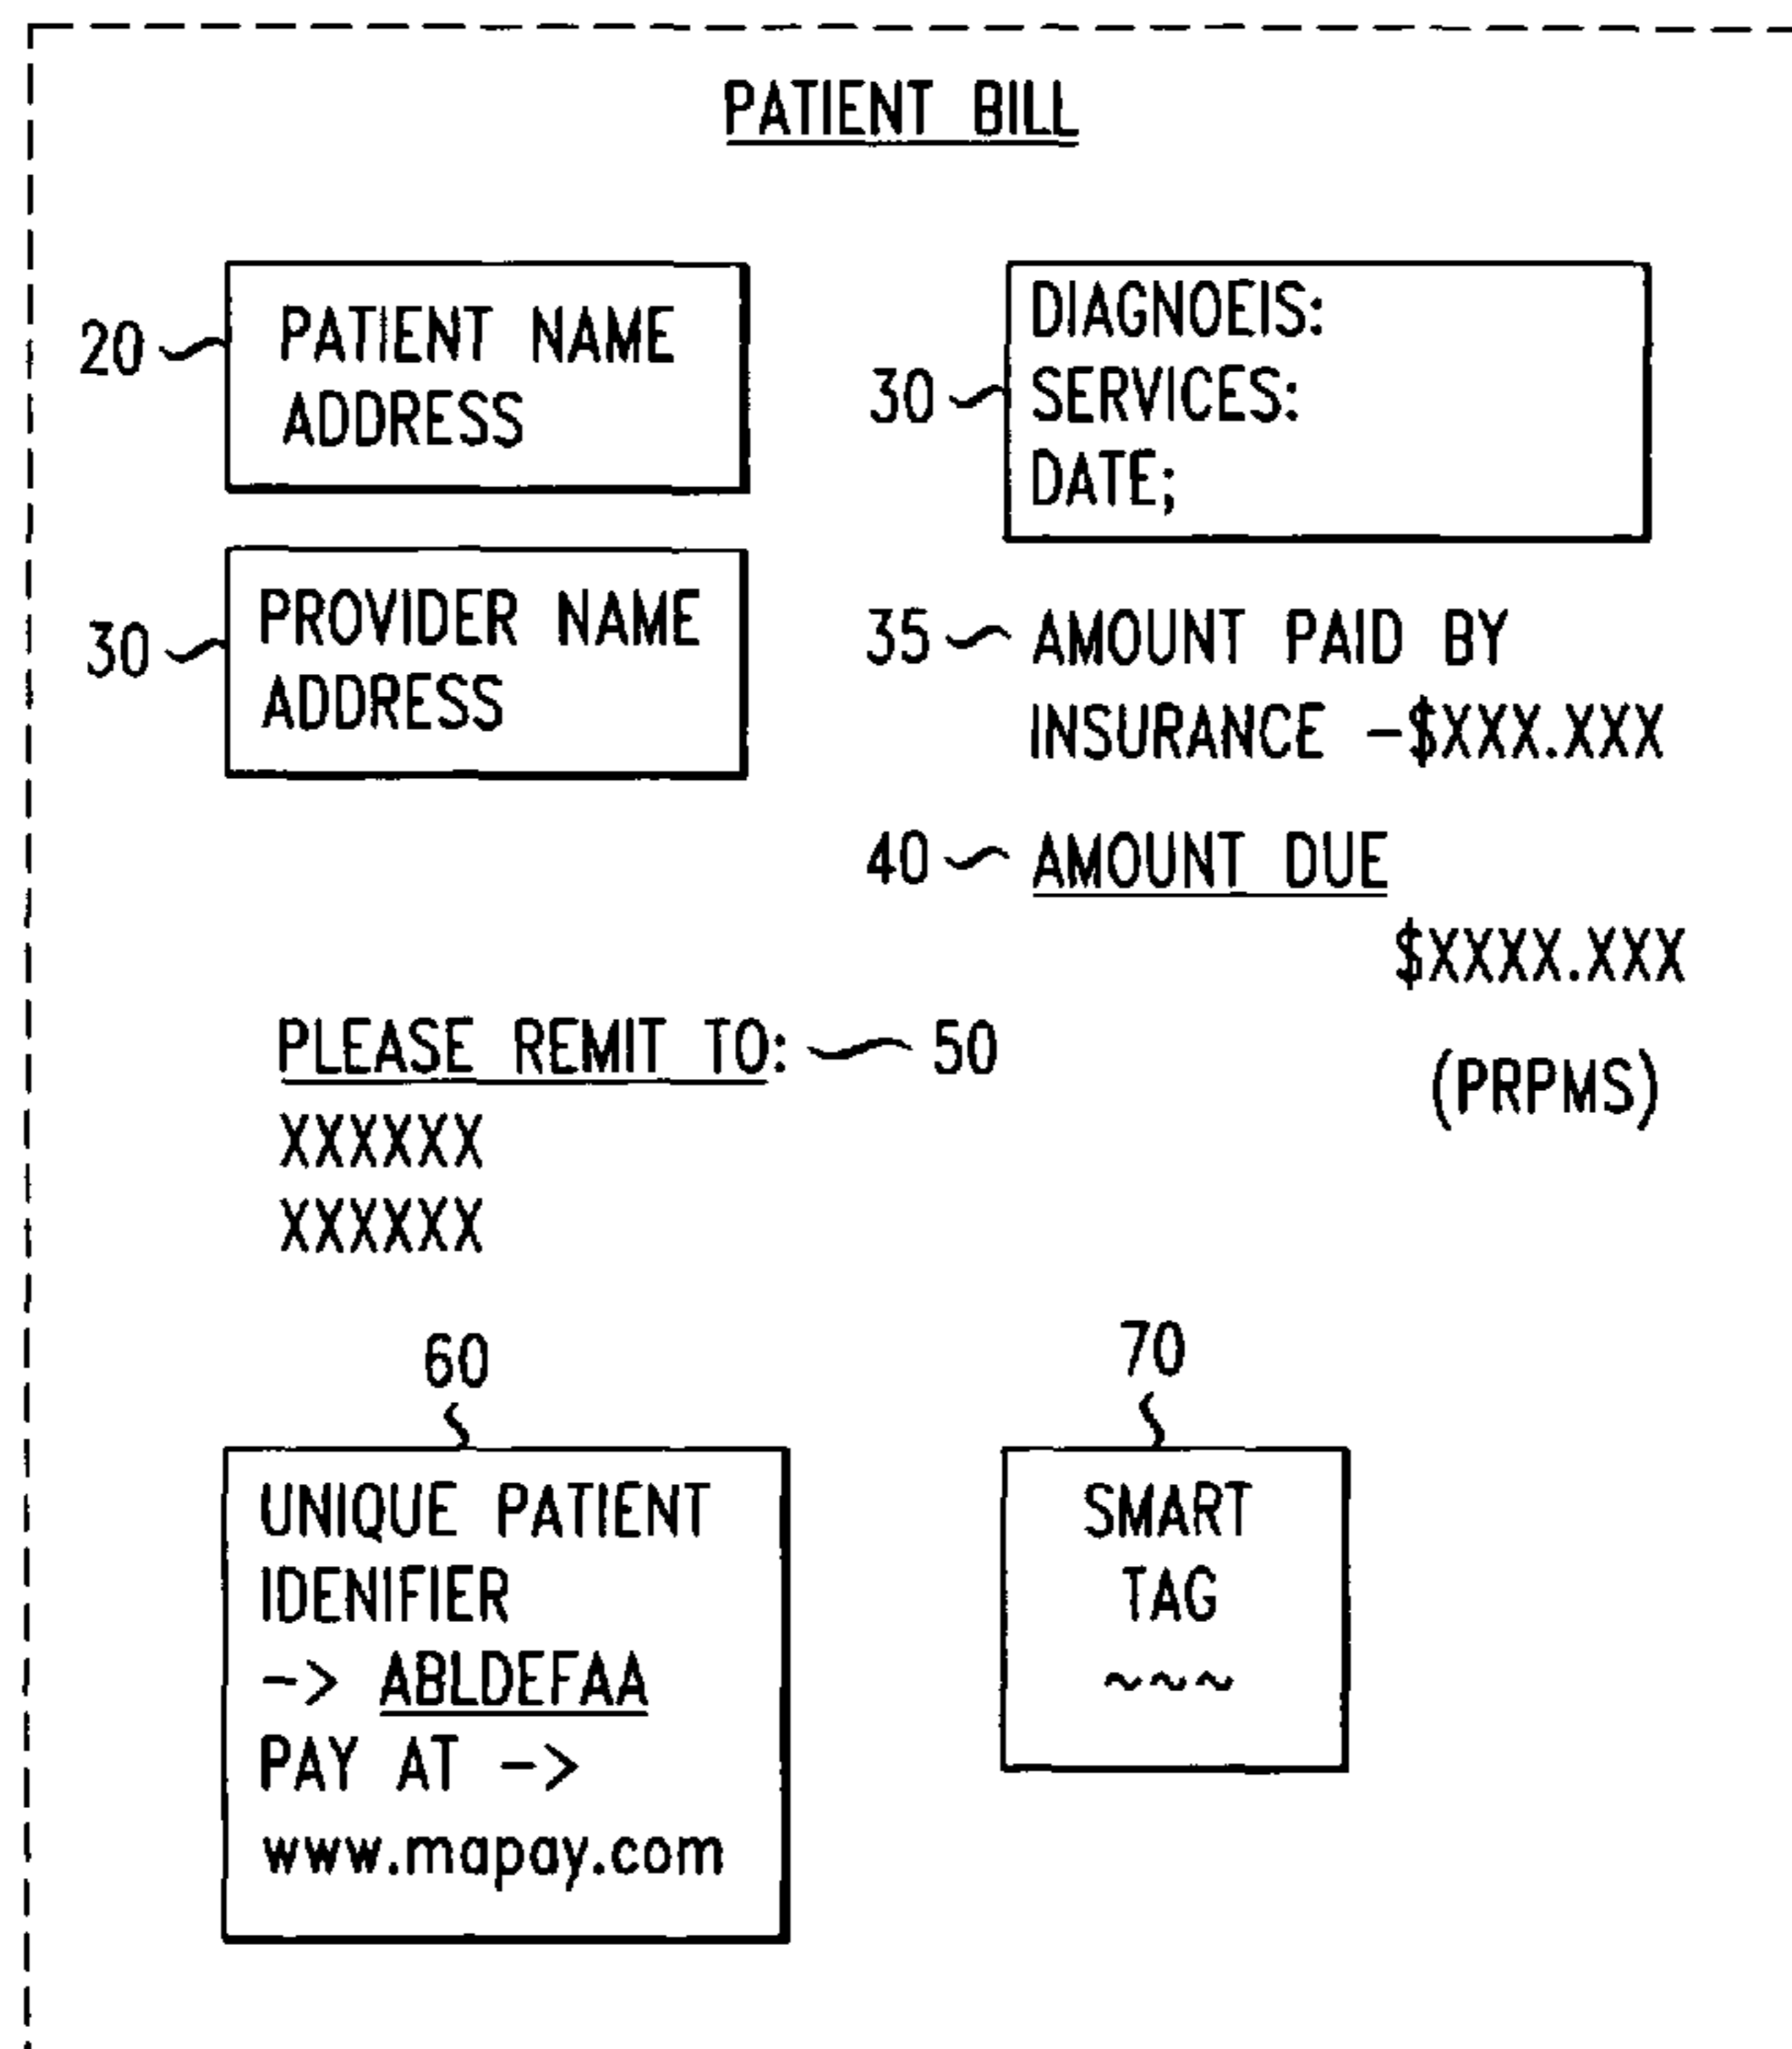 PATIENT BILL
20
PATIENT NAME
ADDRESS
30
DIAGNOEIS:
SERVICES:
DATE;
30
PROVIDER NAME
ADDRESS
35
AMOUNT PAID BY
INSURANCE -$XXX.XXX
40
AMOUNT DUE
$XXXX.XXX
(PRPMS)
PLEASE REMIT TO:
50
XXXXXX
XXXXXX
60
UNIQUE PATIENT
IDENIFIER
-> ABLDEFAA
PAY AT ->
www.mapay.com
70
SMART
TAG
~~~